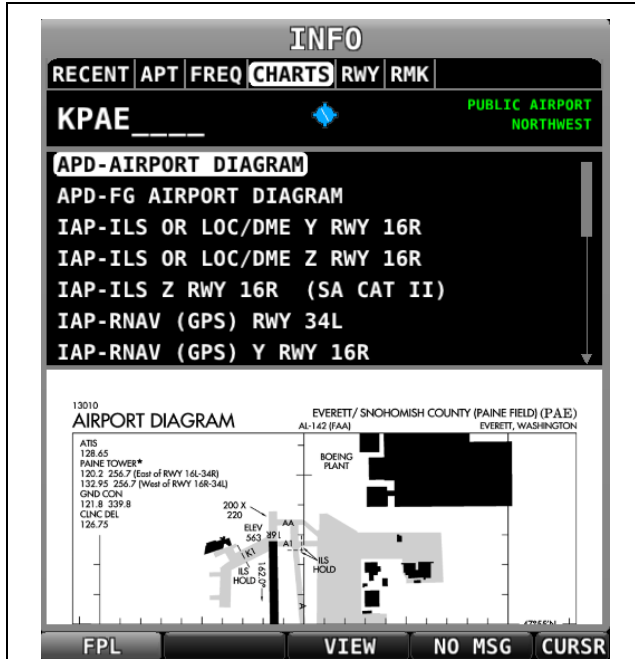 INFO
RECENT APT FREQ CHARTS RWY RMK
KPAE____
PUBLIC AIRPORT
NORTHWEST
APD-AIRPORT DIAGRAM
APD-FG AIRPORT DIAGRAM
IAP-ILS OR LOC/DME Y RWY 16R
IAP-ILS OR LOC/DME Z RWY 16R
IAP-ILS Z RWY 16R (SA CAT II)
IAP-RNAV (GPS) RWY 34L
IAP-RNAV (GPS) Y RWY 16R
13010
AIRPORT DIAGRAM
EVERETT/ SNOHOMISH COUNTY (PAINE FIELD) (PAE)
AL-142 (FAA)
EVERETT, WASHINGTON
ATIS
128.65
PAINE TOWER*
120.2 256.7 (East of RWY 16L-34R)
132.95 256.7 (West of RWY 16R-34L)
GND CON
121.8 339.8
CLNC DEL
126.75
BOEING
PLANT
200 X
220
ELEV
563
16R
AA
A1
K1
ILS
HOLD
162.0°
ILS
HOLD
A
FPL VIEW NO MSG CURSR